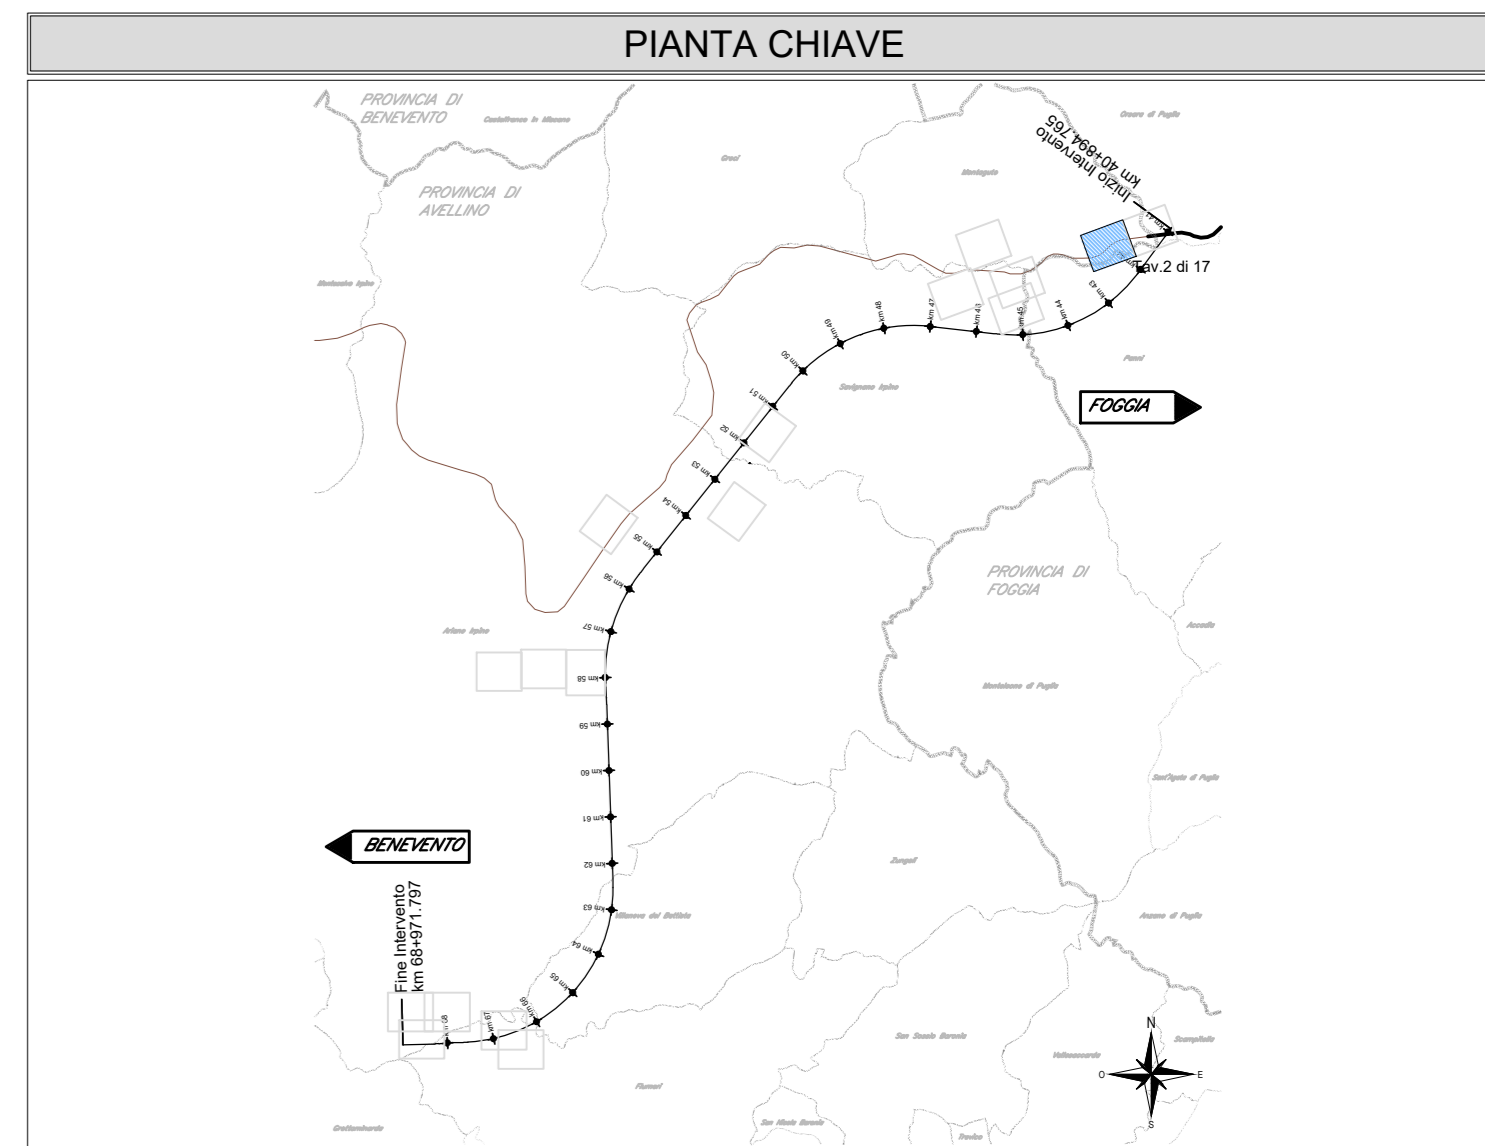 PIANTA CHIAVE
PROVINCIA DI
BENEVENTO
Castelfranco in Miscano
Orsara di Puglia
Greci
Montaguto
Inizio Intervento
km 40+894.765
PROVINCIA DI
AVELLINO
km 41
Tav.2 di 17
Montecalvo Irpino
km 43
km 44
km 45
km 46
km 47
km 48
km 49
km 50
Panni
Savignano Irpino
FOGGIA
km 51
km 52
km 53
km 54
km 55
km 56
PROVINCIA DI
FOGGIA
km 57
Ariano Irpino
Accadia
km 58
Monteleone di Puglia
km 59
km 60
Sant'Agata di Puglia
km 61
BENEVENTO
km 62
Zungoli
Fine Intervento
km 68+971.797
km 63
Villanova del Battista
Anzano di Puglia
km 64
km 65
km 66
km 67
km 68
N
San Sossio Baronia
Vallesaccarda
Scampitella
O
E
Flumeri
S
Grottaminarda
San Nicola Baronia
Trevico